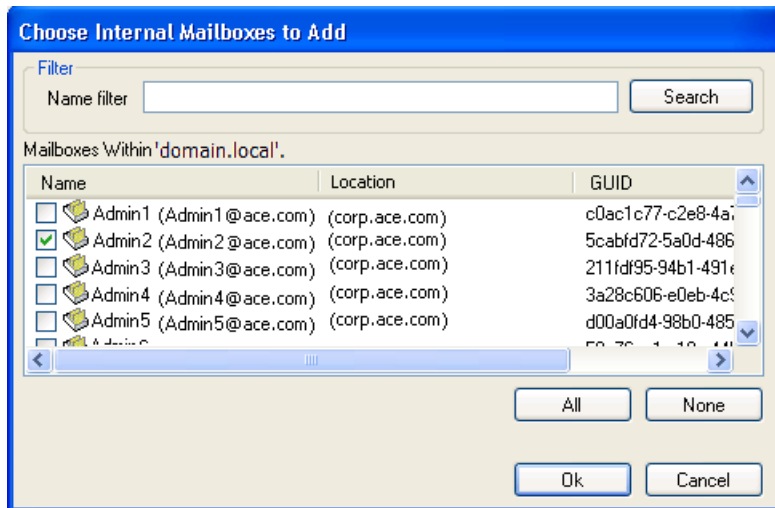 Choose Internal Mailboxes to Add
Filter
Name filter Search
Mailboxes Within 'domain.local'.
Name Location GUID
Admin1 (Admin1@ace.com) (corp.ace.com) c0ac1c77-c2e8-4a
Admin2 (Admin2@ace.com) (corp.ace.com) 5cabfd72-5a0d-486
Admin3 (Admin3@ace.com) (corp.ace.com) 211fdf95-94b1-491
Admin4 (Admin4@ace.com) (corp.ace.com) 3a28c606-e0eb-4c
Admin5 (Admin5@ace.com) (corp.ace.com) d00a0fd4-98b0-485
All None
Ok Cancel